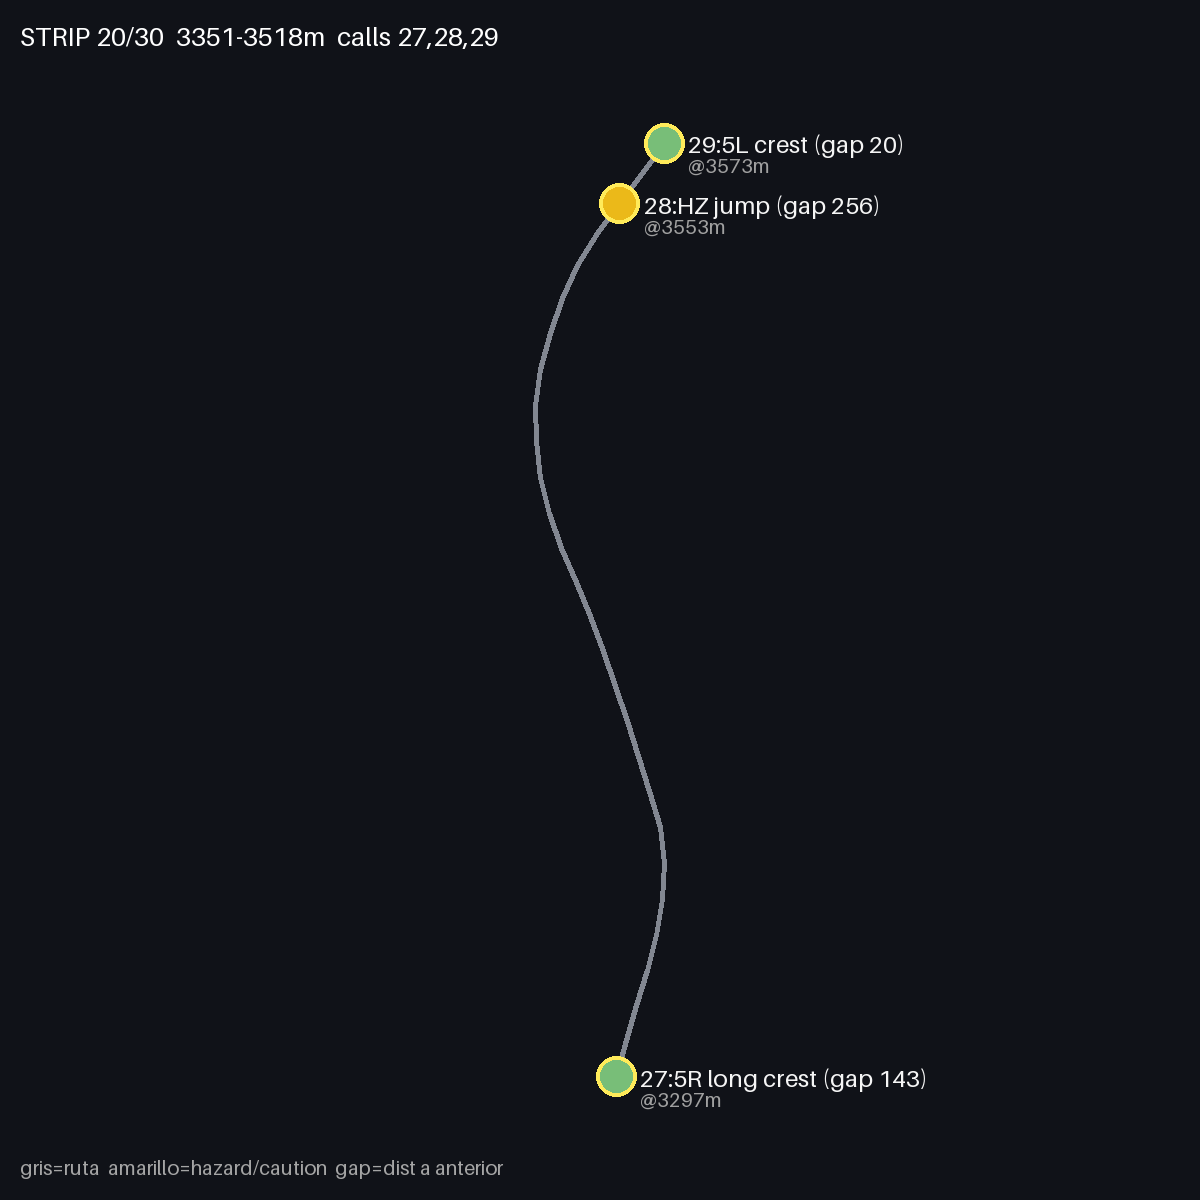 STRIP 20/30  3351-3518m  calls 27,28,29
29:5L crest (gap 20)
@3573m
28:HZ jump (gap 256)
@3553m
27:5R long crest (gap 143)
@3297m
gris=ruta  amarillo=hazard/caution  gap=dist a anterior